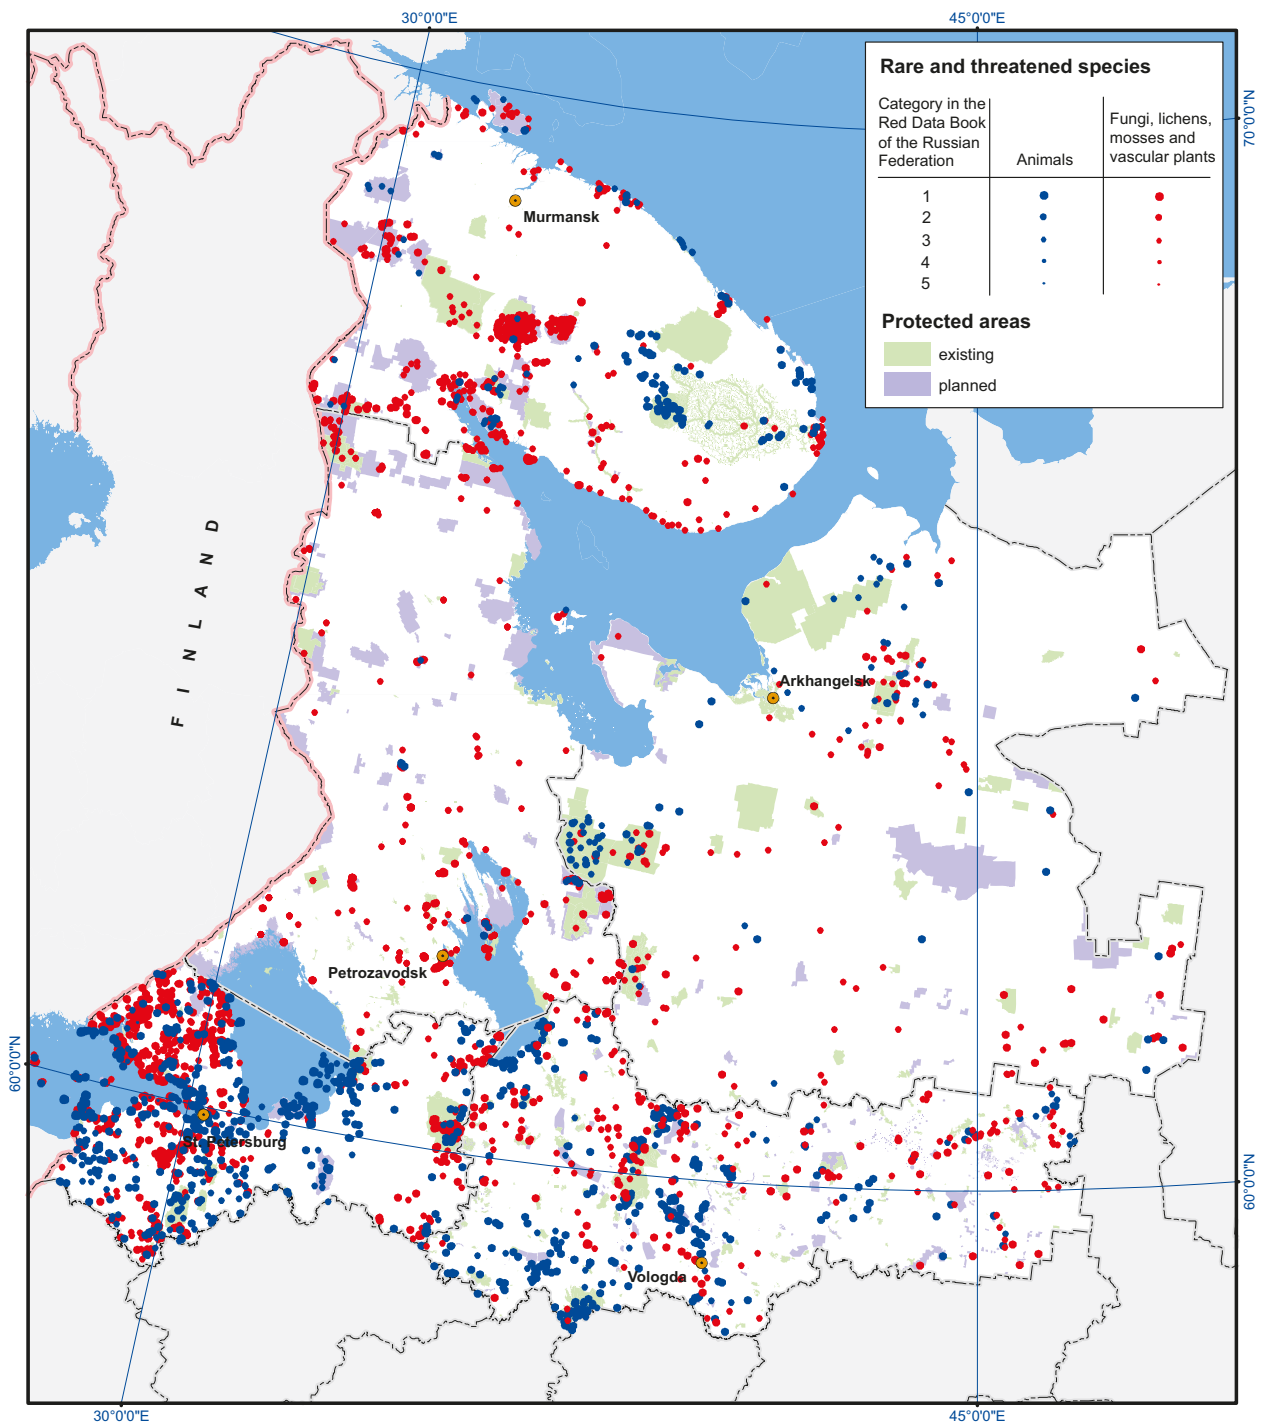 30°0'0"E
45°0'0"E
Rare and threatened species
Category in the
Red Data Book
of the Russian
Federation
Animals
Fungi, lichens,
mosses and
vascular plants
1
2
3
4
5
Protected areas
existing
planned
70°0'0"N
Murmansk
FINLAND
Arkhangelsk
Petrozavodsk
60°0'0"N
St. Petersburg
60°0'0"N
Vologda
30°0'0"E
45°0'0"E